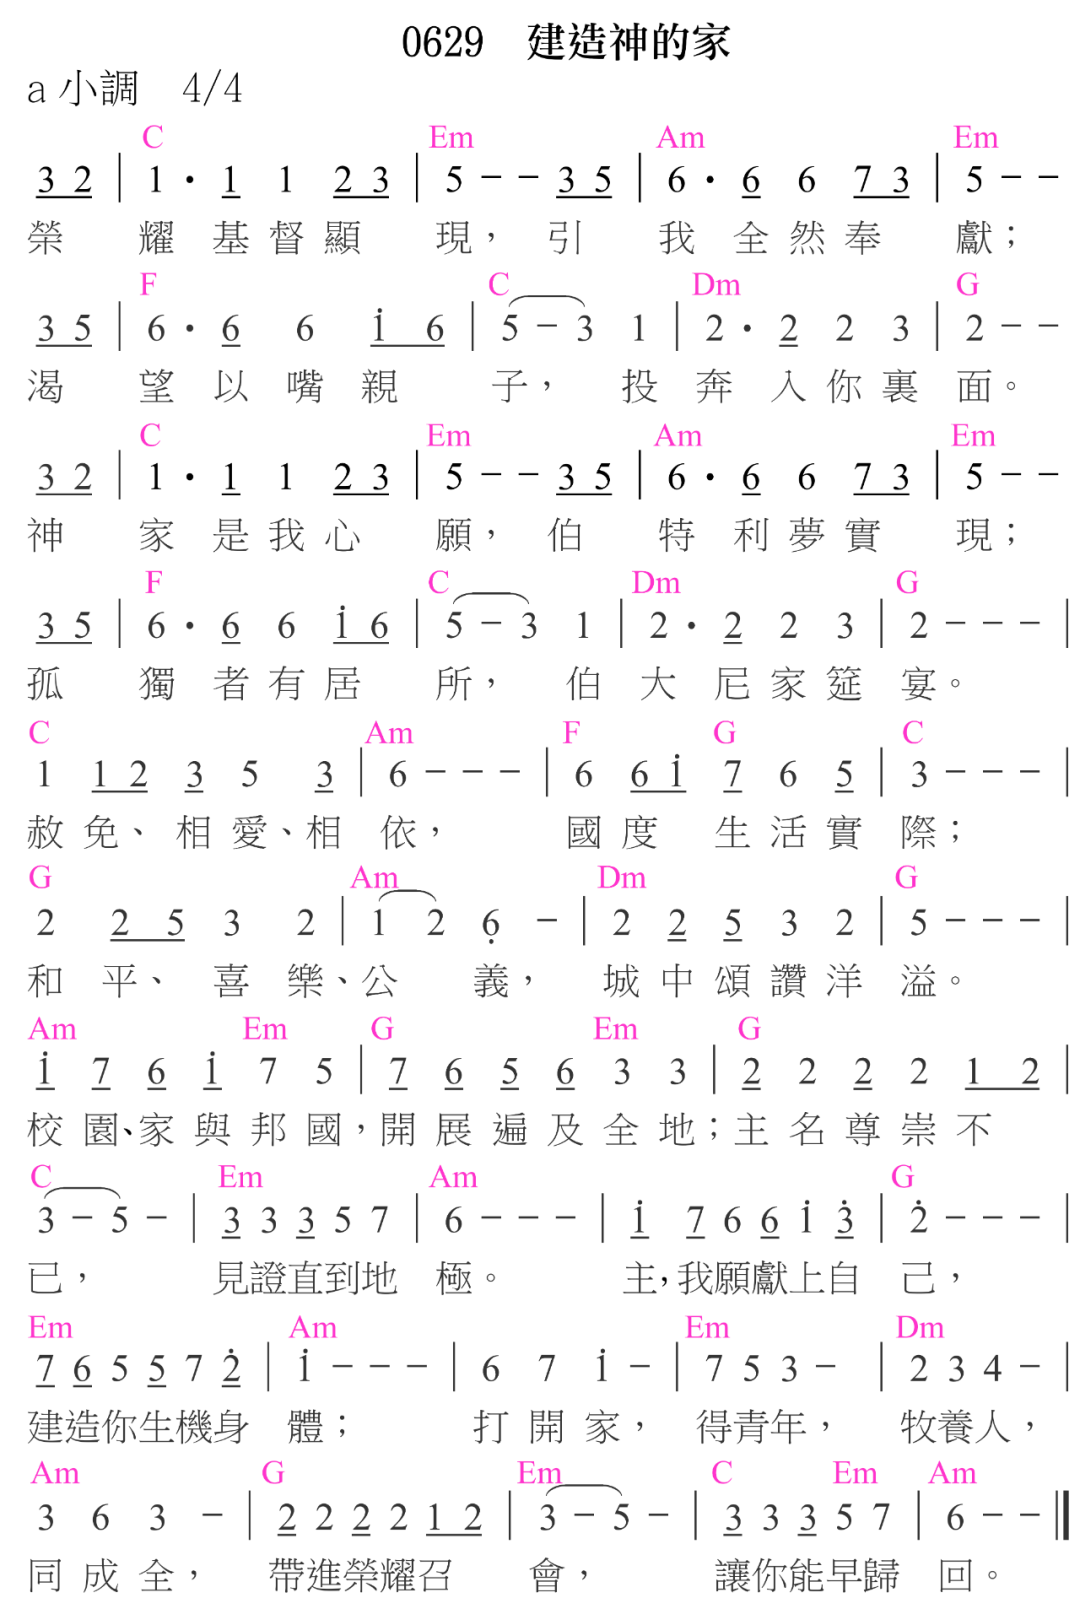 0629　建造神的家
a 小調　4/4
C Em Am Em
3 2 | 1 • 1 1 2 3 | 5 - - 3 5 | 6 • 6 6 7 3 | 5 - -
榮 耀 基 督 顯 現， 引 我 全 然 奉 獻；
F C Dm G
3 5 | 6 • 6 6 i 6 | 5 - 3 1 | 2 • 2 2 3 | 2 - -
渴 望 以 嘴 親 子， 投 奔 入 你 裏 面。
C Em Am Em
3 2 | 1 • 1 1 2 3 | 5 - - 3 5 | 6 • 6 6 7 3 | 5 - -
神 家 是 我 心 願， 伯 特 利 夢 實 現；
F C Dm G
3 5 | 6 • 6 6 i 6 | 5 - 3 1 | 2 • 2 2 3 | 2 - - - |
孤 獨 者 有 居 所， 伯 大 尼 家 筵 宴。
C Am F G C
1 1 2 3 5 3 | 6 - - - | 6 6 i 7 6 5 | 3 - - - |
赦 免、 相 愛、相 依， 國 度 生 活 實 際；
G Am Dm G
2 2 5 3 2 | 1 2 6̣ - | 2 2 5 3 2 | 5 - - - |
和 平、 喜 樂、公 義， 城 中 頌 讚 洋 溢。
Am Em G Em G
i 7 6 i 7 5 | 7 6 5 6 3 3 | 2 2 2 2 1 2 |
校 園、家 與 邦 國，開 展 遍 及 全 地；主 名 尊 崇 不
C Em Am G
3 - 5 - | 3 3 3 5 7 | 6 - - - | i 7 6 6 i 3̇ | 2̇ - - - |
已， 見證直到地 極。 主，我願獻上自 己，
Em Am Em Dm
7 6 5 5 7 2̇ | i - - - | 6 7 i - | 7 5 3 - | 2 3 4 - |
建造你生機身 體； 打 開 家， 得青年， 牧養人，
Am G Em C Em Am
3 6 3 - | 2 2 2 2 1 2 | 3 - 5 - | 3 3 3 5 7 | 6 - - ‖
同 成 全， 帶進榮耀召 會， 讓你能早歸 回。